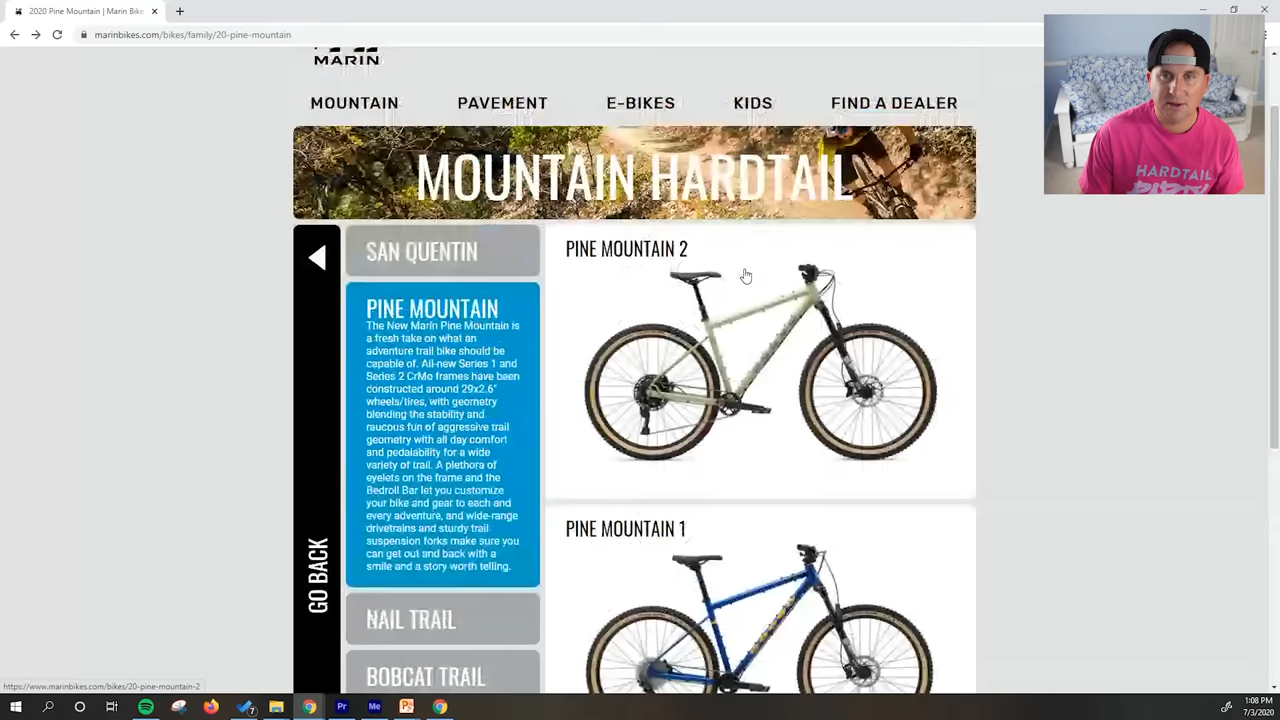 2020 Pine Mountain | Marin Bike
marinbikes.com/bikes/family/20-pine-mountain
MARIN
MOUNTAIN
PAVEMENT
E-BIKES
KIDS
FIND A DEALER
MOUNTAIN HARDTAIL
HARDTAIL
SAN QUENTIN
PINE MOUNTAIN 2
PINE MOUNTAIN
The New Marin Pine Mountain is
a fresh take on what an
adventure trail bike should be
capable of. All-new Series 1 and
Series 2 CrMo frames have been
constructed around 29x2.6"
wheels/tires, with geometry
blending the stability and
raucous fun of aggressive trail
geometry with all day comfort
and pedalability for a wide
variety of trail. A plethora of
eyelets on the frame and the
Bedroll Bar let you customize
your bike and gear to each and
every adventure, and wide-range
drivetrains and sturdy trail
suspension forks make sure you
can get out and back with a
smile and a story worth telling.
GO BACK
PINE MOUNTAIN 1
NAIL TRAIL
BOBCAT TRAIL
https://www.marinbikes.com/bikes/20-pine-mountain-2
7
Pr
Me
1:08 PM
7/3/2020